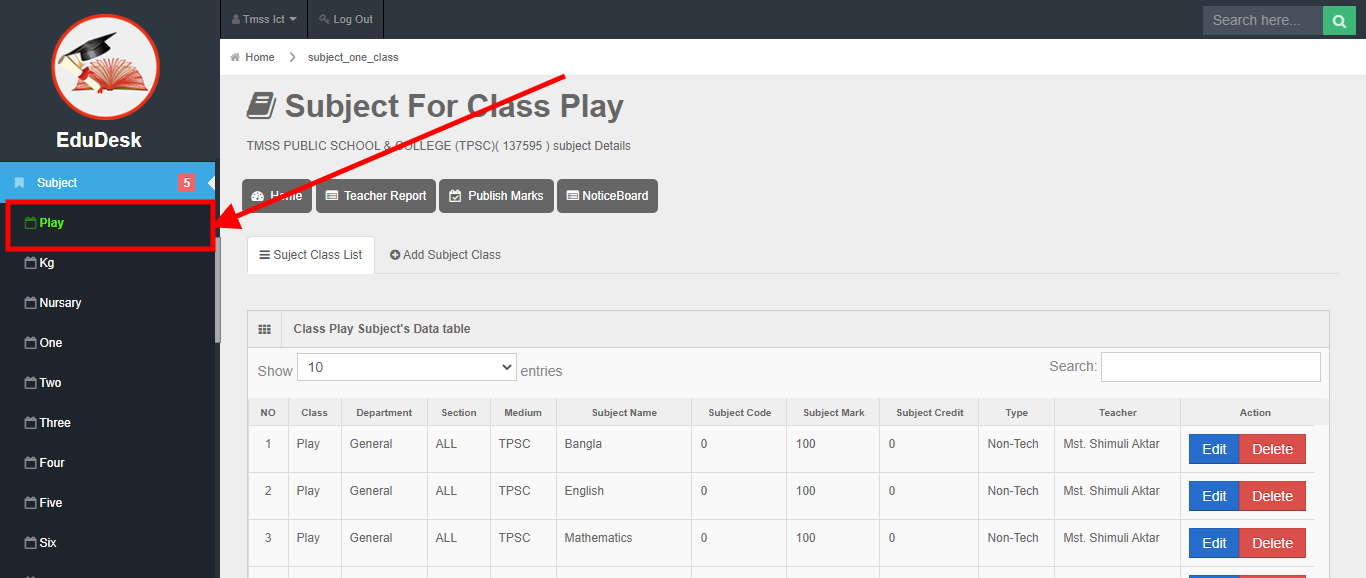 Tmss Ict
Log Out
Search here...
EduDesk
Home
subject_one_class
Subject For Class Play
TMSS PUBLIC SCHOOL & COLLEGE (TPSC)( 137595 ) subject Details
Subject 5
Play
Kg
Nursary
One
Two
Three
Four
Five
Six
Home Teacher Report Publish Marks NoticeBoard
Suject Class List Add Subject Class
Class Play Subject's Data table
Show 10 entries Search:
NO Class Department Section Medium Subject Name Subject Code Subject Mark Subject Credit Type Teacher Action
1 Play General ALL TPSC Bangla 0 100 0 Non-Tech Mst. Shimuli Aktar Edit Delete
2 Play General ALL TPSC English 0 100 0 Non-Tech Mst. Shimuli Aktar Edit Delete
3 Play General ALL TPSC Mathematics 0 100 0 Non-Tech Mst. Shimuli Aktar Edit Delete